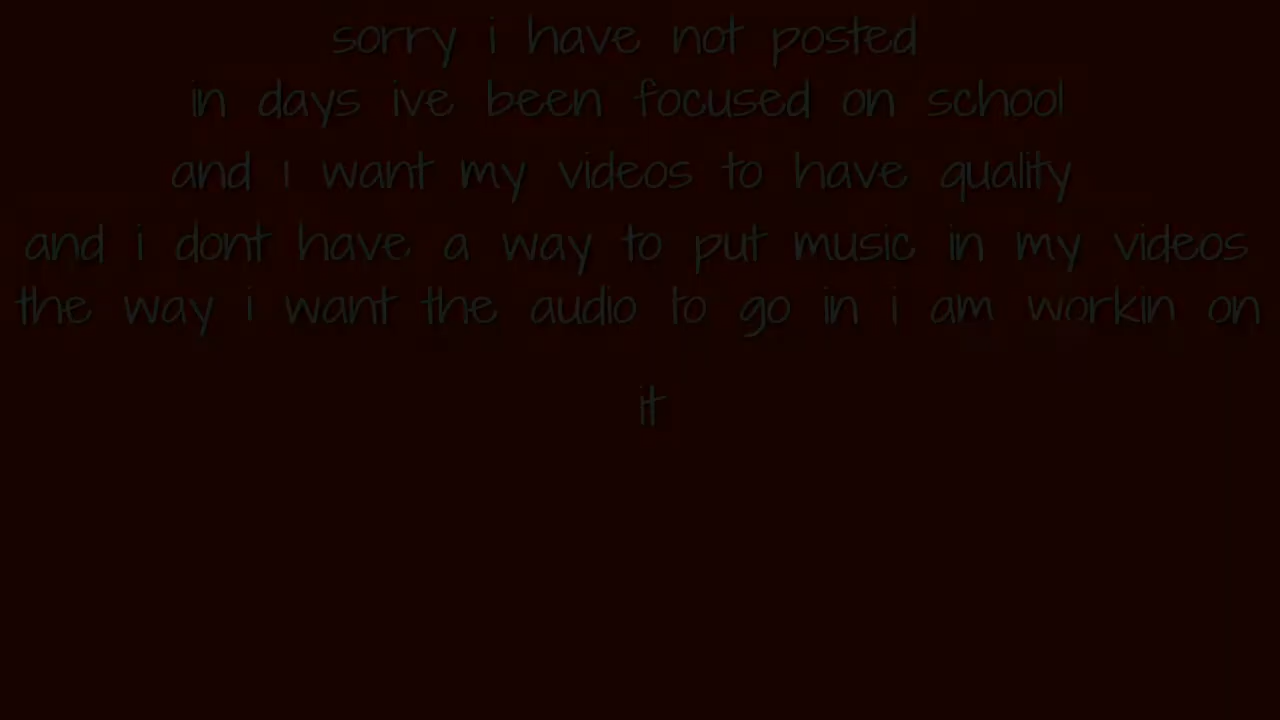 sorry i have not posted
in days ive been focused on school
and i want my videos to have quality
and i dont have a way to put music in my videos
the way i want the audio to go in i am workin on
it